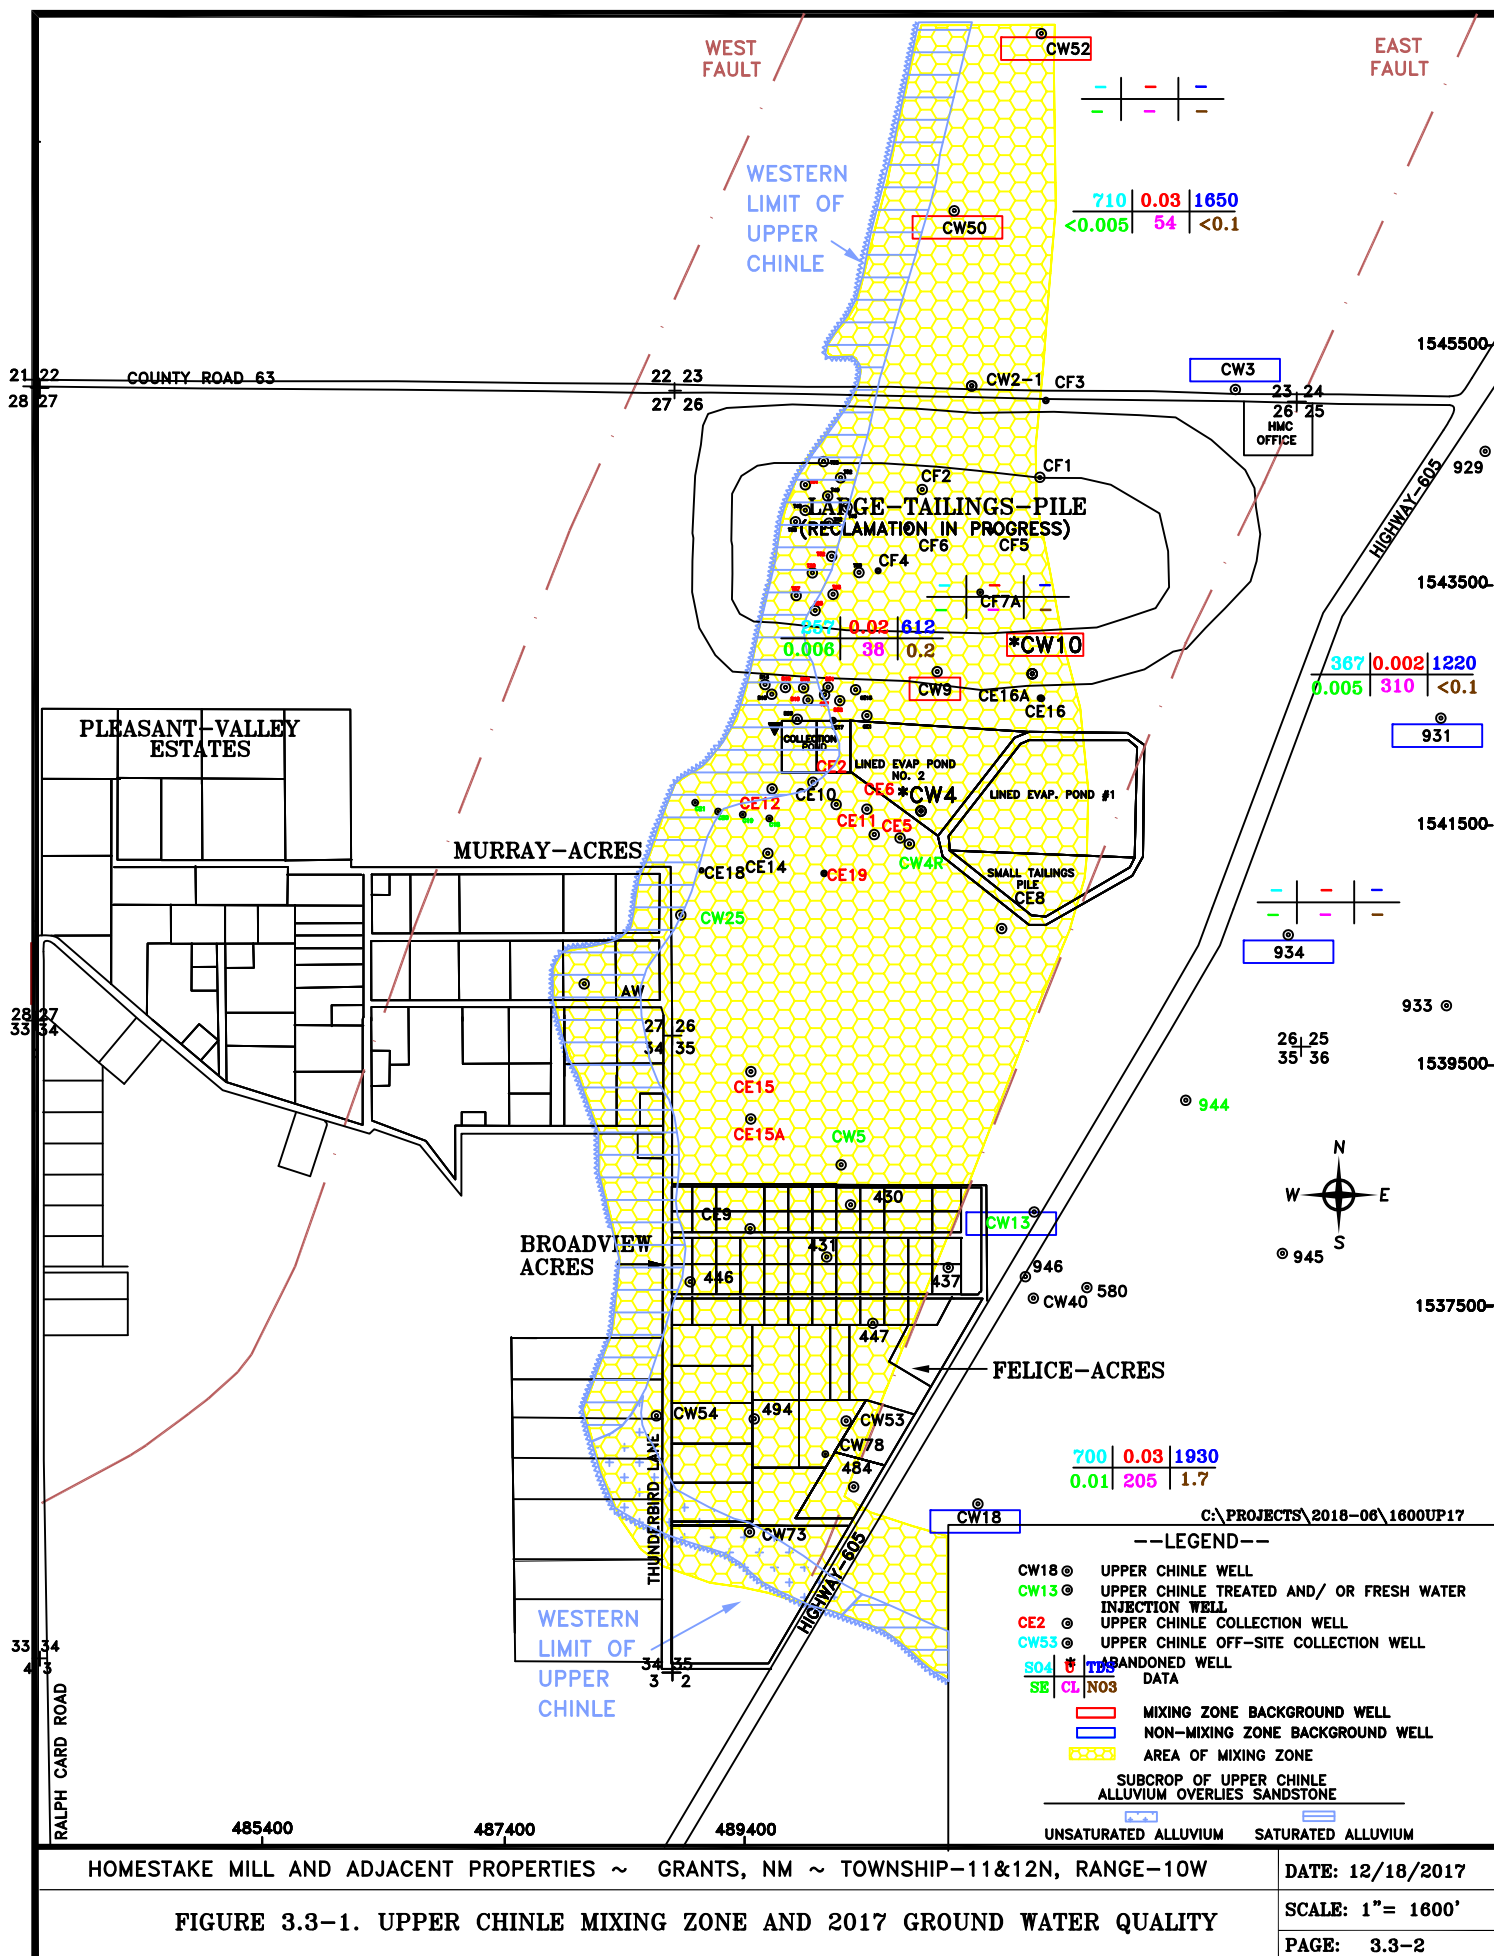 WEST
FAULT
EAST
FAULT
CW52
- - -
- - -
WESTERN
LIMIT OF
UPPER
CHINLE
710 0.03 1650
<0.005 54 <0.1
CW50
1545500
CW3
21 22
28 27
COUNTY ROAD 63
22 23
27 26
CW2-1
CF3
23 24
26 25
HMC
OFFICE
929
HIGHWAY-605
CF1
CF2
LARGE-TAILINGS-PILE
(RECLAMATION IN PROGRESS)
CF6
CF5
CF4
1543500
- - -
CF7A
- - -
257 0.02 612
0.006 38 0.2
*CW10
367 0.002 1220
0.005 310 <0.1
CW9
CE16A
CE16
931
PLEASANT-VALLEY
ESTATES
COLLECTION
POND
LINED EVAP POND
NO. 2
CE2
CE10
CE6
*CW4
LINED EVAP. POND #1
CE12
CE11
CE5
1541500
MURRAY-ACRES
CE14
CW4R
CE18
CE19
SMALL TAILINGS
PILE
CE8
- - -
- - -
CW25
934
AW
933
28 27
33 34
27 26
34 35
26 25
35 36
1539500
CE15
944
CE15A
CW5
N
W E
S
430
CE9
CW13
BROADVIEW
ACRES
431
945
446
437
946
580
CW40
1537500
447
FELICE-ACRES
CW54
494
CW53
CW78
484
THUNDERBIRD LANE
700 0.03 1930
0.01 205 1.7
CW18
CW73
HIGHWAY-605
C:\PROJECTS\2018-06\1600UP17
--LEGEND--
CW18 UPPER CHINLE WELL
CW13 UPPER CHINLE TREATED AND/ OR FRESH WATER
INJECTION WELL
CE2 UPPER CHINLE COLLECTION WELL
CW53 UPPER CHINLE OFF-SITE COLLECTION WELL
* ABANDONED WELL
SO4 U TDS
SE CL NO3
DATA
MIXING ZONE BACKGROUND WELL
NON-MIXING ZONE BACKGROUND WELL
AREA OF MIXING ZONE
SUBCROP OF UPPER CHINLE
ALLUVIUM OVERLIES SANDSTONE
UNSATURATED ALLUVIUM SATURATED ALLUVIUM
WESTERN
LIMIT OF
UPPER
CHINLE
33 34
4 3
34 35
3 2
RALPH CARD ROAD
485400
487400
489400
HOMESTAKE MILL AND ADJACENT PROPERTIES ~ GRANTS, NM ~ TOWNSHIP-11&12N, RANGE-10W
DATE: 12/18/2017
FIGURE 3.3-1. UPPER CHINLE MIXING ZONE AND 2017 GROUND WATER QUALITY
SCALE: 1"= 1600'
PAGE: 3.3-2